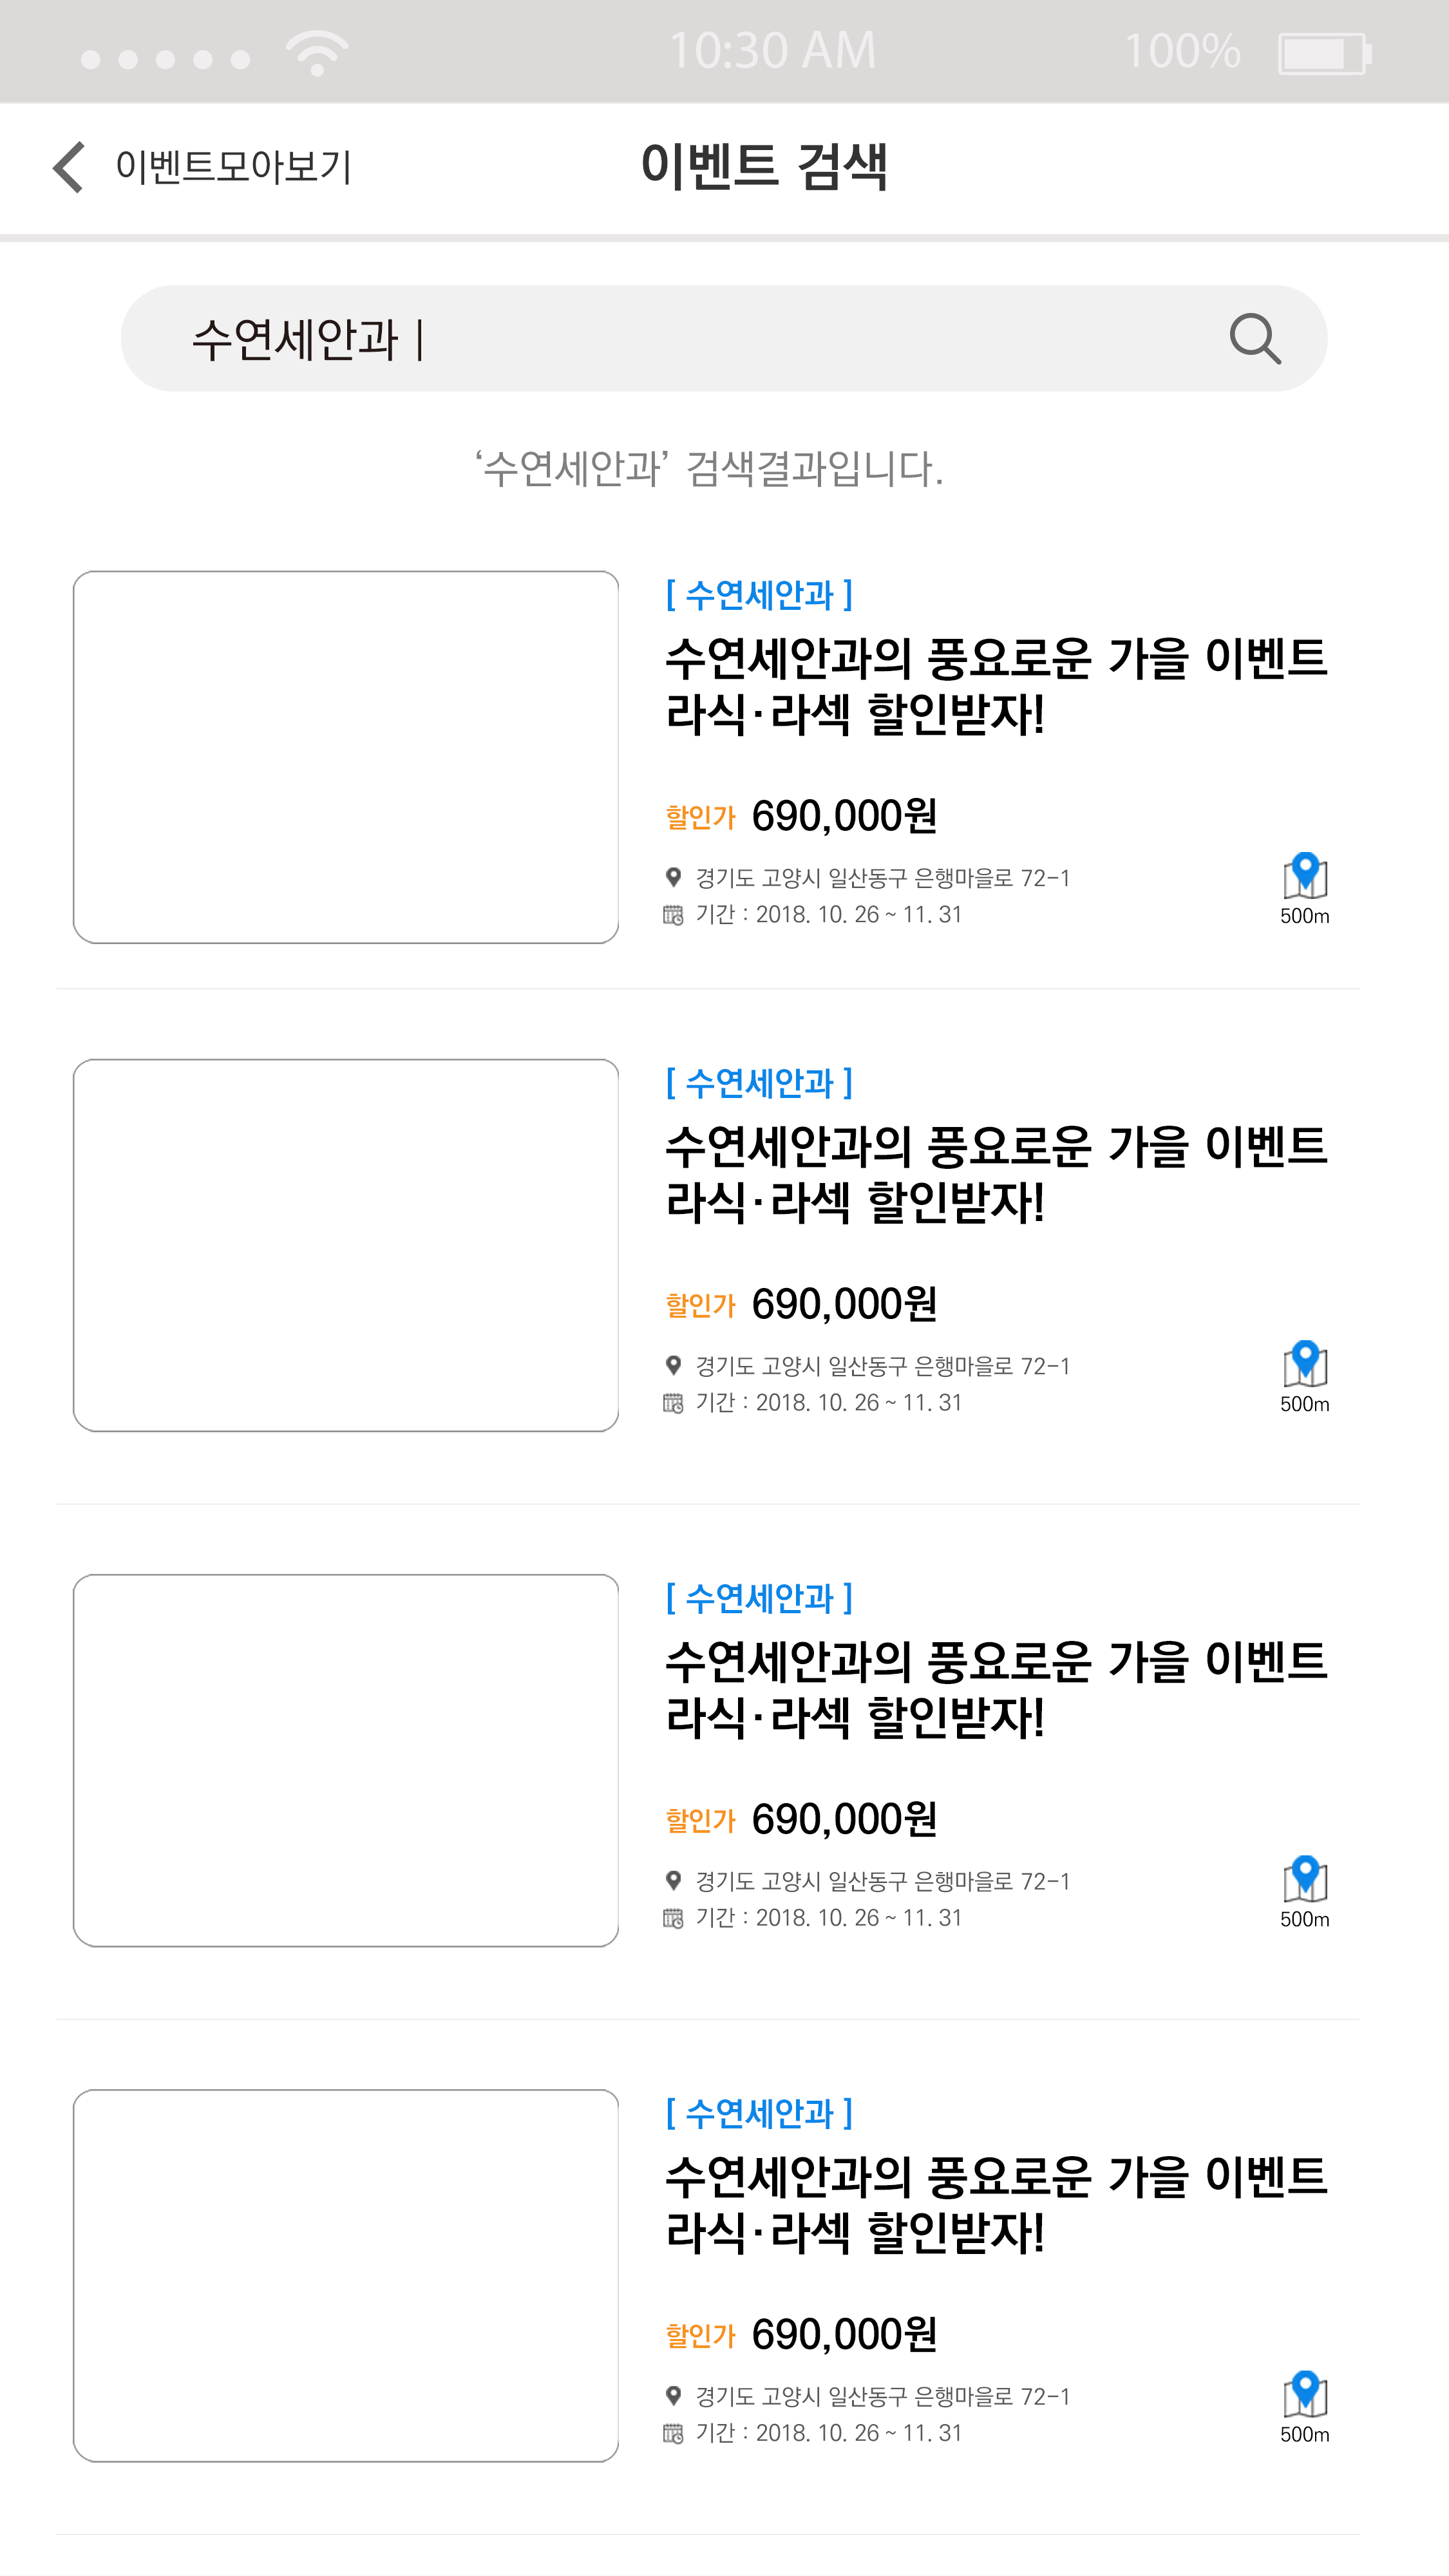 10:30 AM 100%
이벤트모아보기 이벤트 검색
수연세안과 |
‘수연세안과’ 검색결과입니다.
[ 수연세안과 ]
수연세안과의 풍요로운 가을 이벤트
라식·라섹 할인받자!
할인가 690,000원
경기도 고양시 일산동구 은행마을로 72-1
기간 : 2018. 10. 26 ~ 11. 31
500m
[ 수연세안과 ]
수연세안과의 풍요로운 가을 이벤트
라식·라섹 할인받자!
할인가 690,000원
경기도 고양시 일산동구 은행마을로 72-1
기간 : 2018. 10. 26 ~ 11. 31
500m
[ 수연세안과 ]
수연세안과의 풍요로운 가을 이벤트
라식·라섹 할인받자!
할인가 690,000원
경기도 고양시 일산동구 은행마을로 72-1
기간 : 2018. 10. 26 ~ 11. 31
500m
[ 수연세안과 ]
수연세안과의 풍요로운 가을 이벤트
라식·라섹 할인받자!
할인가 690,000원
경기도 고양시 일산동구 은행마을로 72-1
기간 : 2018. 10. 26 ~ 11. 31
500m